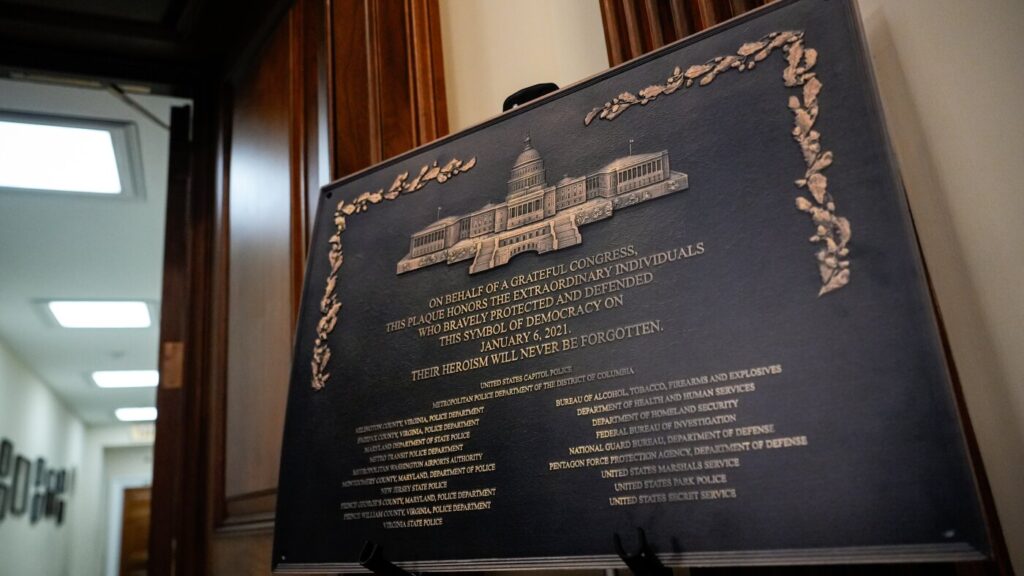 ON BEHALF OF A GRATEFUL CONGRESS,
THIS PLAQUE HONORS THE EXTRAORDINARY INDIVIDUALS
WHO BRAVELY PROTECTED AND DEFENDED
THIS SYMBOL OF DEMOCRACY ON
JANUARY 6, 2021.
THEIR HEROISM WILL NEVER BE FORGOTTEN.
UNITED STATES CAPITOL POLICE
METROPOLITAN POLICE DEPARTMENT OF THE DISTRICT OF COLUMBIA
ARLINGTON COUNTY, VIRGINIA, POLICE DEPARTMENT
FAIRFAX COUNTY, VIRGINIA, POLICE DEPARTMENT
MARYLAND DEPARTMENT OF STATE POLICE
METRO TRANSIT POLICE DEPARTMENT
METROPOLITAN WASHINGTON AIRPORTS AUTHORITY
MONTGOMERY COUNTY, MARYLAND, DEPARTMENT OF POLICE
NEW JERSEY STATE POLICE
PRINCE GEORGE'S COUNTY, MARYLAND, POLICE DEPARTMENT
PRINCE WILLIAM COUNTY, VIRGINIA, POLICE DEPARTMENT
VIRGINIA STATE POLICE
BUREAU OF ALCOHOL, TOBACCO, FIREARMS AND EXPLOSIVES
DEPARTMENT OF HEALTH AND HUMAN SERVICES
DEPARTMENT OF HOMELAND SECURITY
FEDERAL BUREAU OF INVESTIGATION
NATIONAL GUARD BUREAU, DEPARTMENT OF DEFENSE
PENTAGON FORCE PROTECTION AGENCY, DEPARTMENT OF DEFENSE
UNITED STATES MARSHALS SERVICE
UNITED STATES PARK POLICE
UNITED STATES SECRET SERVICE